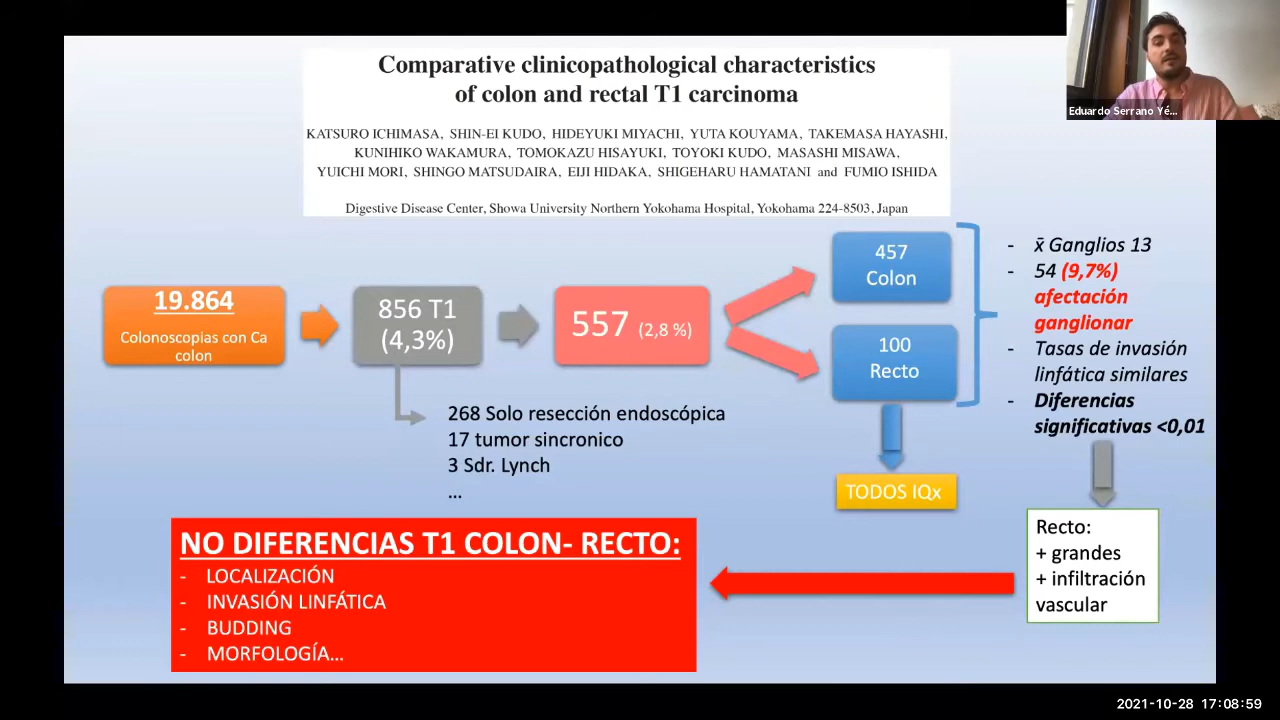 Comparative clinicopathological characteristics
of colon and rectal T1 carcinoma
KATSURO ICHIMASA, SHIN-EI KUDO, HIDEYUKI MIYACHI, YUTA KOUYAMA, TAKEMASA HAYASHI,
KUNIHIKO WAKAMURA, TOMOKAZU HISAYUKI, TOYOKI KUDO, MASASHI MISAWA,
YUICHI MORI, SHINGO MATSUDAIRA, EIJI HIDAKA, SHIGEHARU HAMATANI and FUMIO ISHIDA
Digestive Disease Center, Showa University Northern Yokohama Hospital, Yokohama 224-8503, Japan
Eduardo Serrano Yé...
19.864
Colonoscopias con Ca
colon
856 T1
(4,3%)
557 (2,8 %)
457
Colon
100
Recto
- x̄ Ganglios 13
- 54 (9,7%)
afectación
ganglionar
- Tasas de invasión
linfática similares
- Diferencias
significativas <0,01
268 Solo resección endoscópica
17 tumor sincronico
3 Sdr. Lynch
...
TODOS IQx
Recto:
+ grandes
+ infiltración
vascular
NO DIFERENCIAS T1 COLON- RECTO:
- LOCALIZACIÓN
- INVASIÓN LINFÁTICA
- BUDDING
- MORFOLOGÍA...
2021-10-28 17:08:59